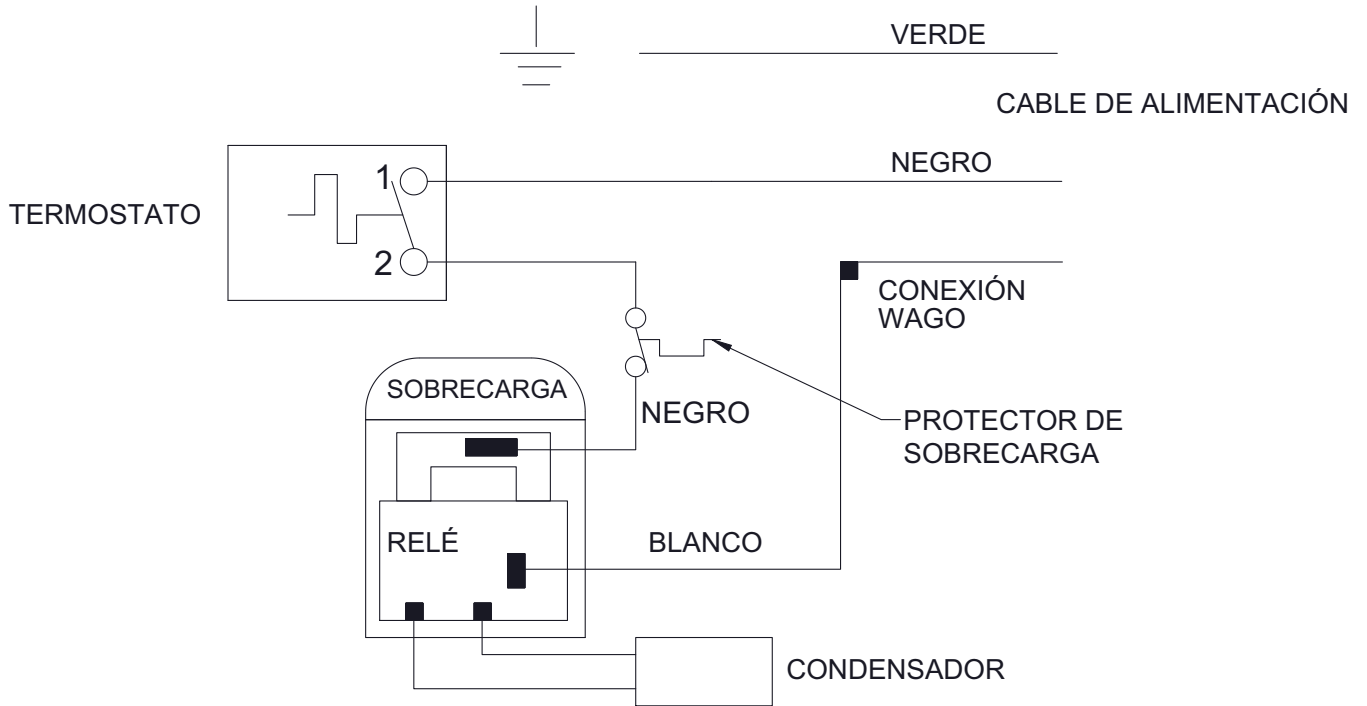 VERDE
CABLE DE ALIMENTACIÓN
NEGRO
1
TERMOSTATO
2
CONEXIÓN
WAGO
SOBRECARGA
NEGRO
PROTECTOR DE
SOBRECARGA
RELÉ
BLANCO
CONDENSADOR